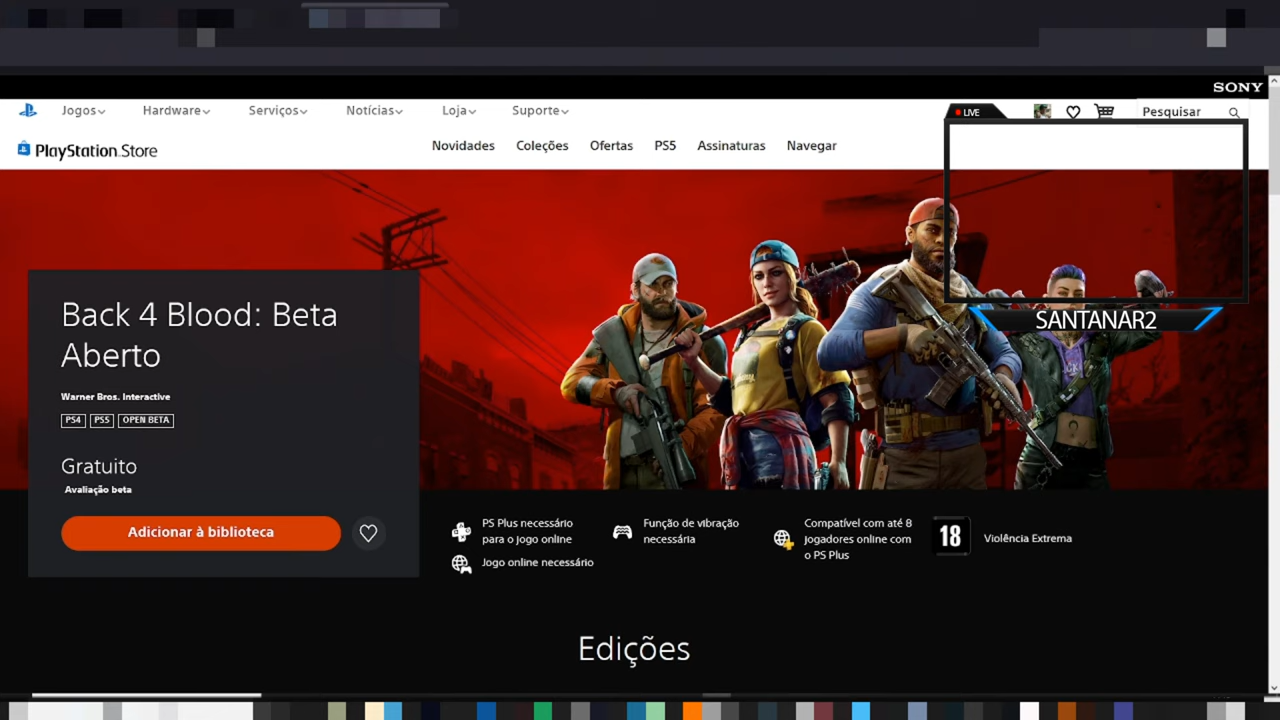 SONY
Jogos
Hardware
Serviços
Notícias
Loja
Suporte
LIVE
Pesquisar
PlayStation.Store
Novidades
Coleções
Ofertas
PS5
Assinaturas
Navegar
SANTANAR2
Back 4 Blood: Beta
Aberto
Warner Bros. Interactive
PS4 PS5 OPEN BETA
Gratuito
Avaliação beta
Adicionar à biblioteca
PS Plus necessário
para o jogo online
Jogo online necessário
Função de vibração
necessária
Compatível com até 8
jogadores online com
o PS Plus
18
Violência Extrema
Edições